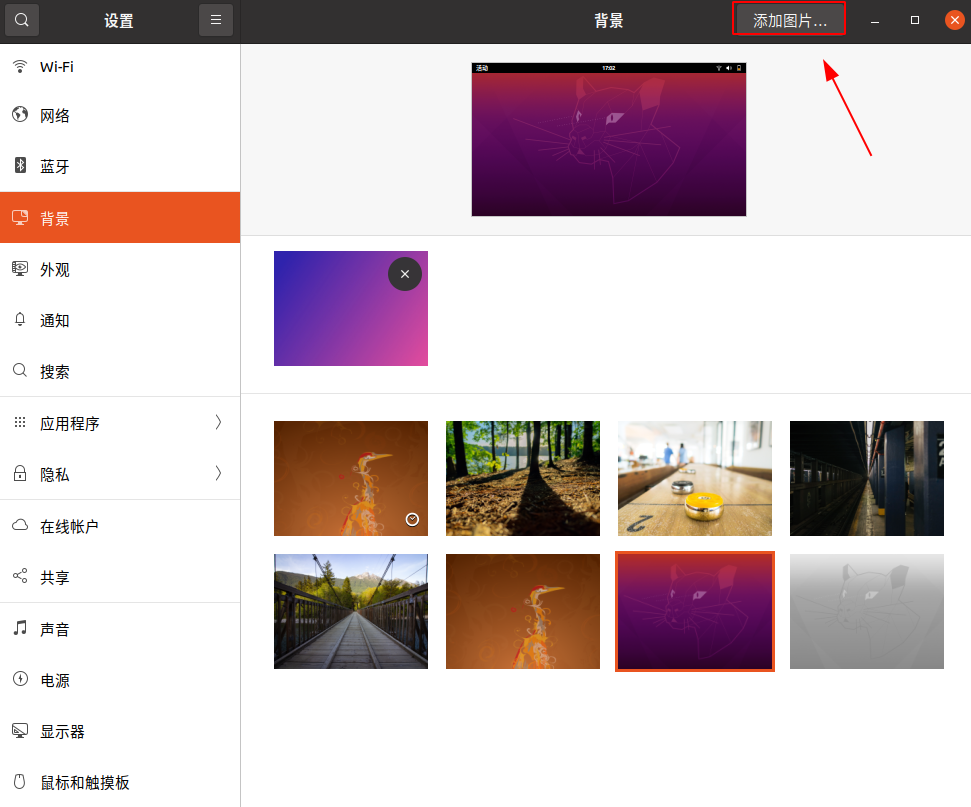 设置
背景
添加图片…
Wi-Fi
网络
蓝牙
背景
外观
通知
搜索
应用程序
隐私
在线帐户
共享
声音
电源
显示器
鼠标和触摸板
活动
17:02
2